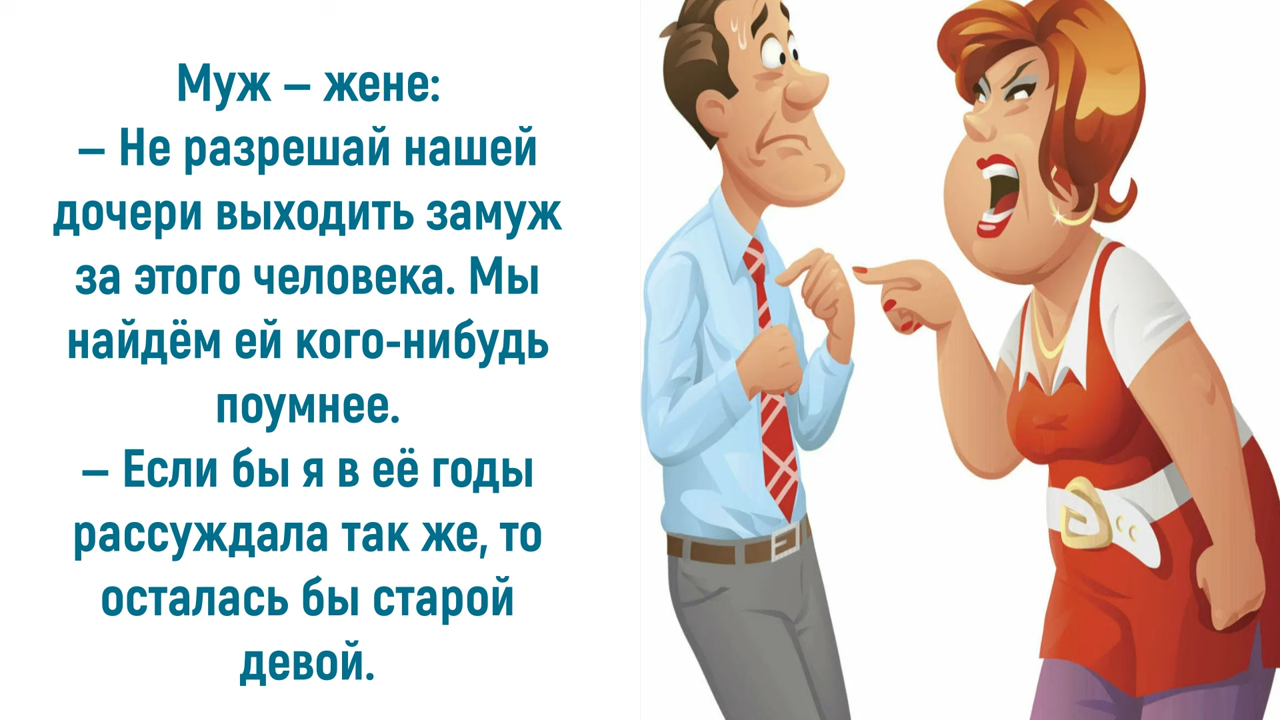 Муж – жене:
– Не разрешай нашей
дочери выходить замуж
за этого человека. Мы
найдём ей кого-нибудь
поумнее.
– Если бы я в её годы
рассуждала так же, то
осталась бы старой
девой.